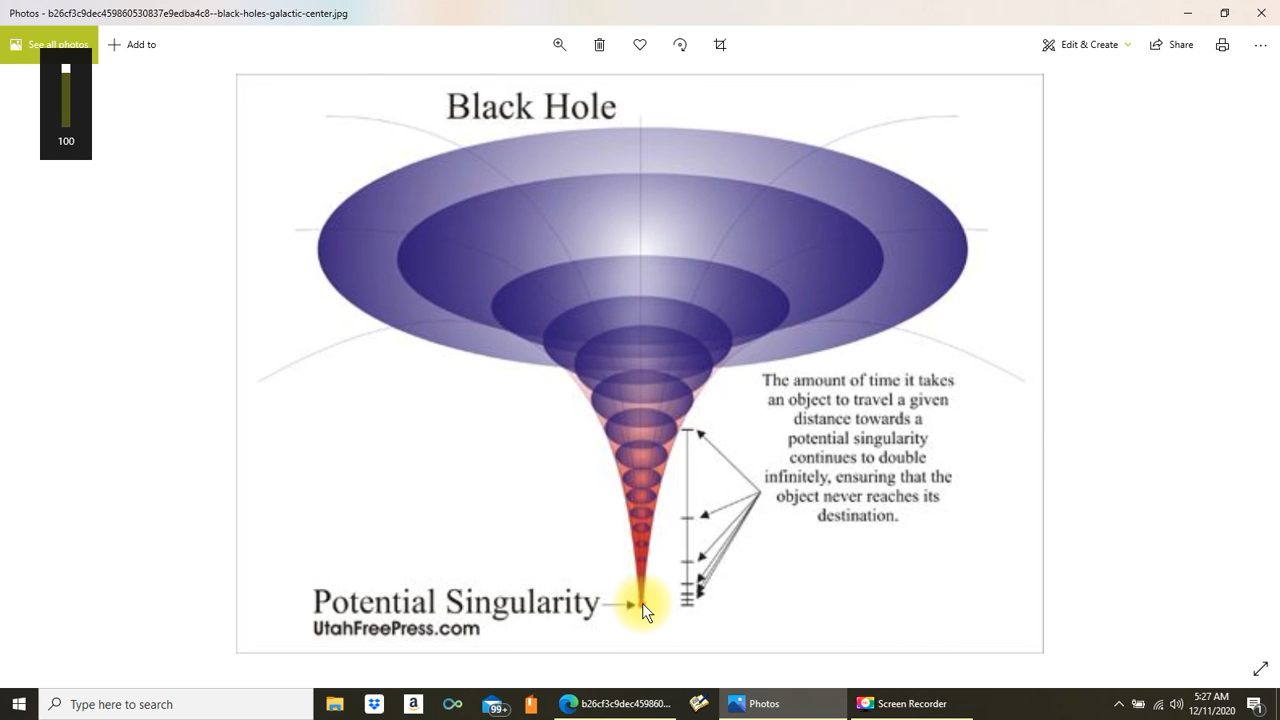 Photos - b26cf3c9dec459860530837e9edba4c8--black-holes-galactic-center.jpg
See all photos
Add to
Edit & Create
Share
100
Black Hole
The amount of time it takes
an object to travel a given
distance towards a
potential singularity
continues to double
infinitely, ensuring that the
object never reaches its
destination.
Potential Singularity
UtahFreePress.com
Type here to search
a
99+
b26cf3c9dec459860...
Photos
Screen Recorder
5:27 AM
12/11/2020
1